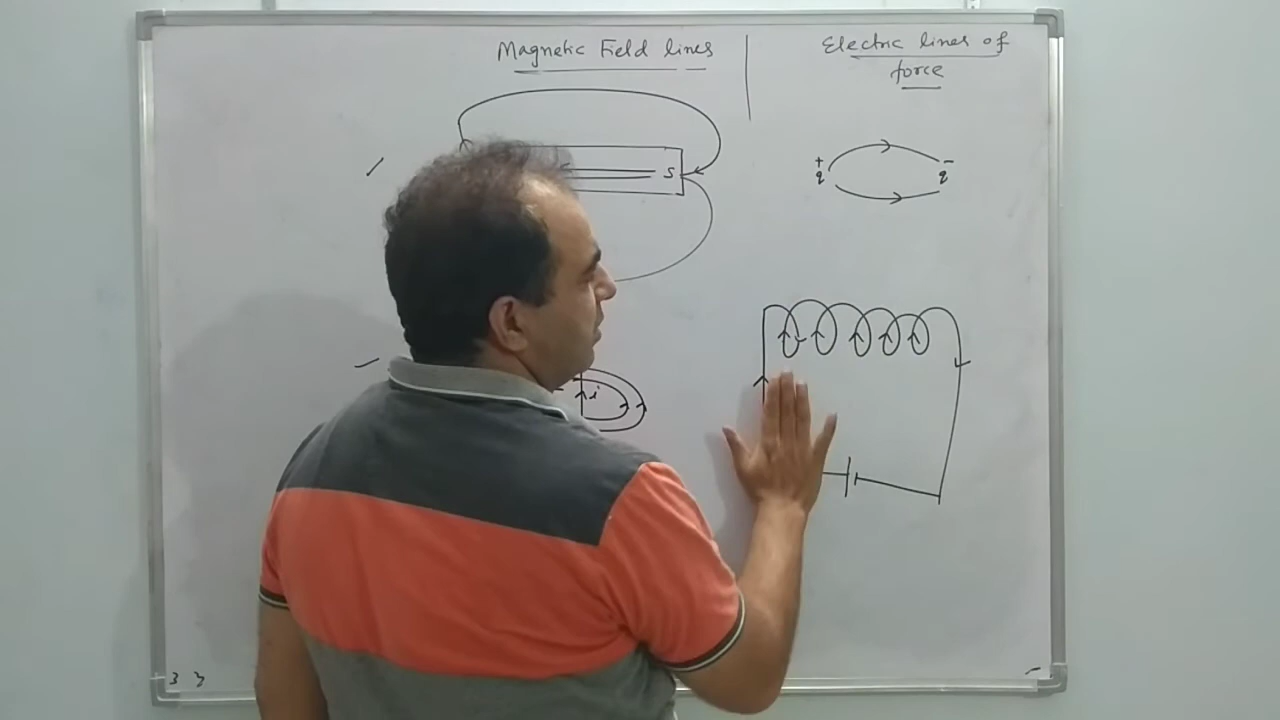 Magnetic Field lines
Electric lines of
force
S
+ -
q q
i